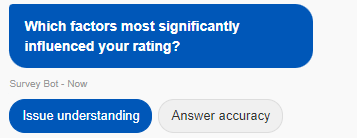 Which factors most significantly
influenced your rating?
Survey Bot - Now
Issue understanding
Answer accuracy